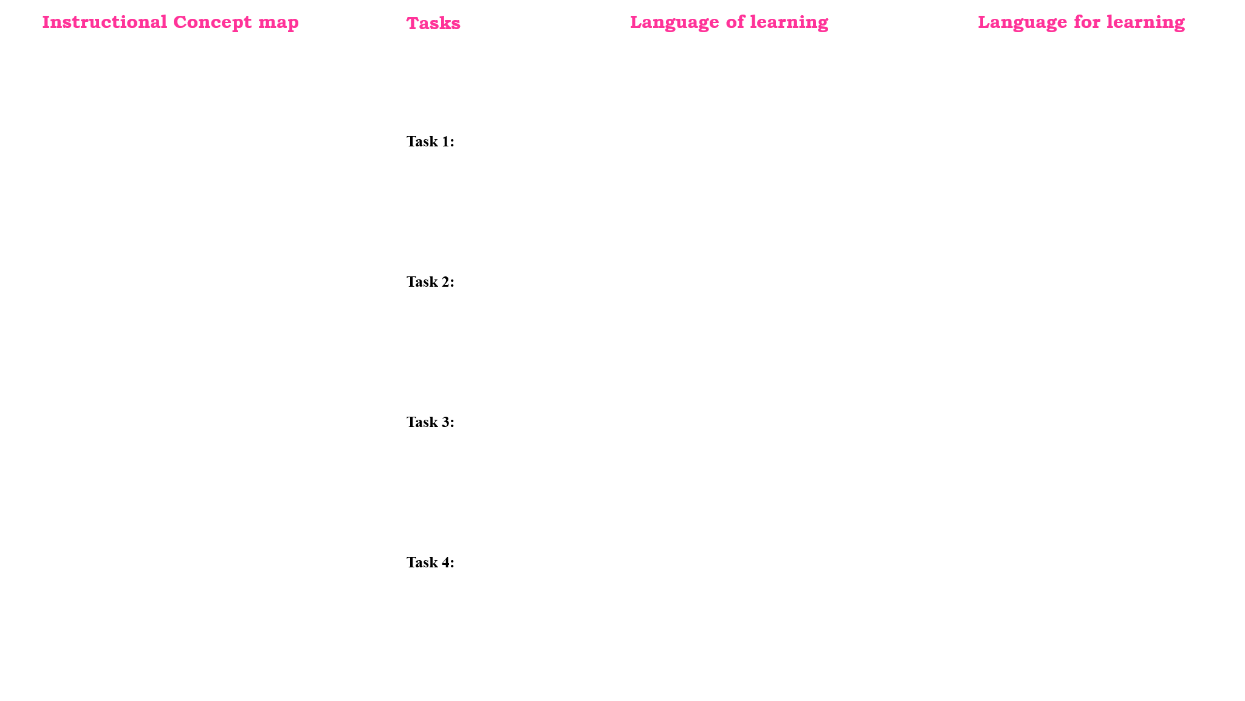 Instructional Concept map
Tasks
Language of learning
Language for learning
Task 1:
Task 2:
Task 3:
Task 4: